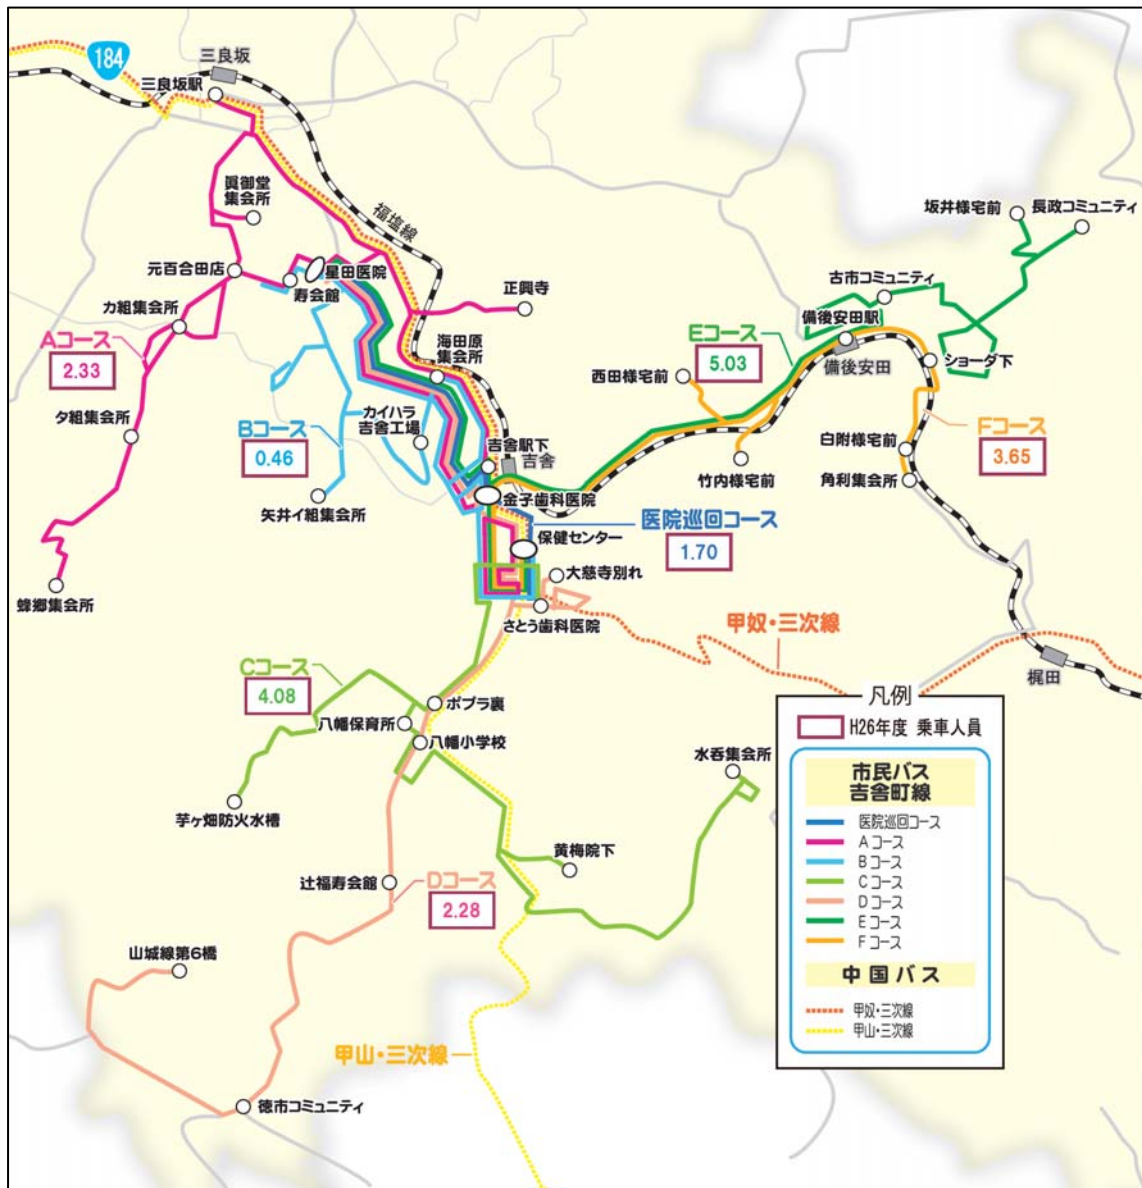 184
三良坂
三良坂駅
眞御堂
集会所
福塩線
元百合田店
星田医院
寿会館
正興寺
カ組集会所
Aコース
2.33
海田原
集会所
タ組集会所
カイハラ
吉舎工場
Bコース
0.46
矢井イ組集会所
蜂郷集会所
吉舎駅下
吉舎
金子歯科医院
坂井様宅前
長政コミュニティ
古市コミュニティ
備後安田駅
備後安田
Eコース
5.03
西田様宅前
竹内様宅前
ショーダ下
Fコース
3.65
白附様宅前
角利集会所
医院巡回コース
1.70
保健センター
大慈寺別れ
さとう歯科医院
甲奴・三次線
梶田
Cコース
4.08
ポプラ裏
八幡保育所
八幡小学校
芋ヶ畑防火水槽
水呑集会所
黄梅院下
辻福寿会館
Dコース
2.28
山城線第6橋
徳市コミュニティ
甲山・三次線
凡例
H26年度 乗車人員
市民バス
吉舎町線
医院巡回コース
Aコース
Bコース
Cコース
Dコース
Eコース
Fコース
中国バス
甲奴・三次線
甲山・三次線